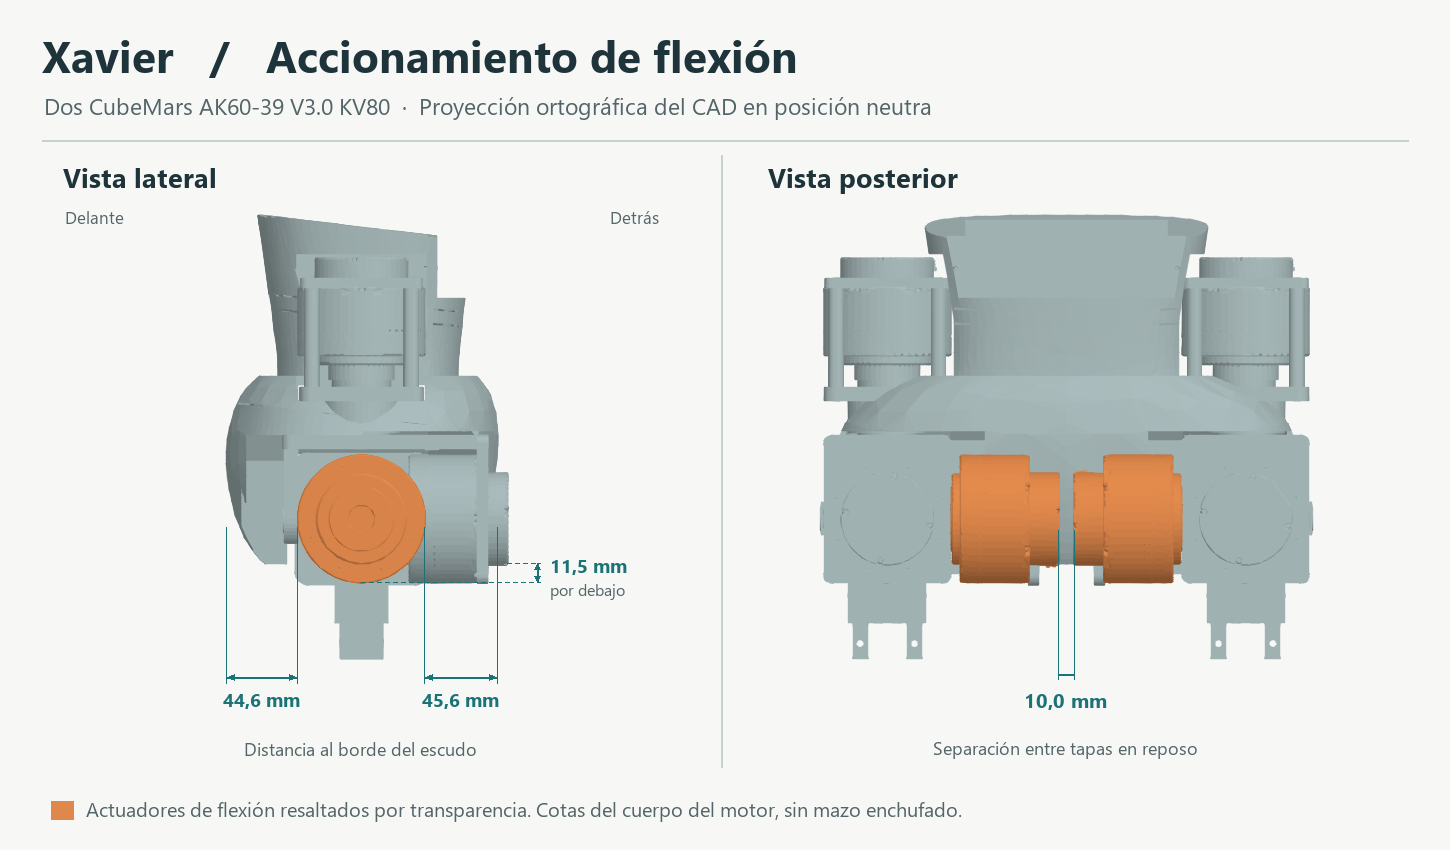 Xavier / Accionamiento de flexión
Dos CubeMars AK60-39 V3.0 KV80 · Proyección ortográfica del CAD en posición neutra
Vista lateral
Delante
Detrás
11,5 mm
por debajo
44,6 mm
45,6 mm
Distancia al borde del escudo
Vista posterior
10,0 mm
Separación entre tapas en reposo
Actuadores de flexión resaltados por transparencia. Cotas del cuerpo del motor, sin mazo enchufado.